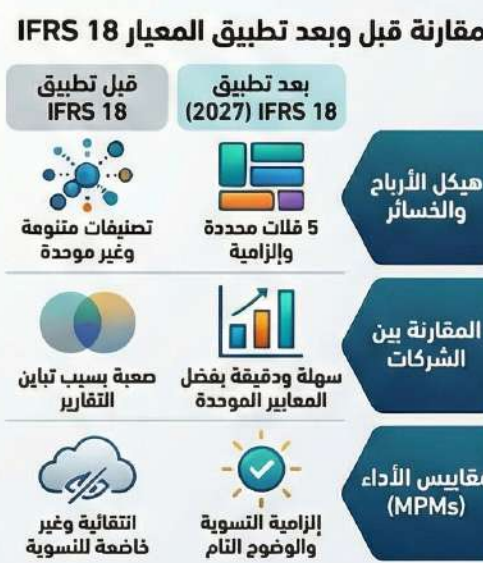 مقارنة قبل وبعد تطبيق المعيار IFRS 18
بعد تطبيق
IFRS 18 (2027)
قبل تطبيق
IFRS 18
هيكل الأرباح
والخسائر
5 فئات محددة
وإلزامية
تصنيفات متنوعة
وغير موحدة
المقارنة بين
الشركات
سهلة ودقيقة بفضل
المعايير الموحدة
صعبة بسبب تباين
التقارير
مقاييس الأداء
(MPMs)
إلزامية التسوية
والوضوح التام
انتقائية وغير
خاضعة للتسوية